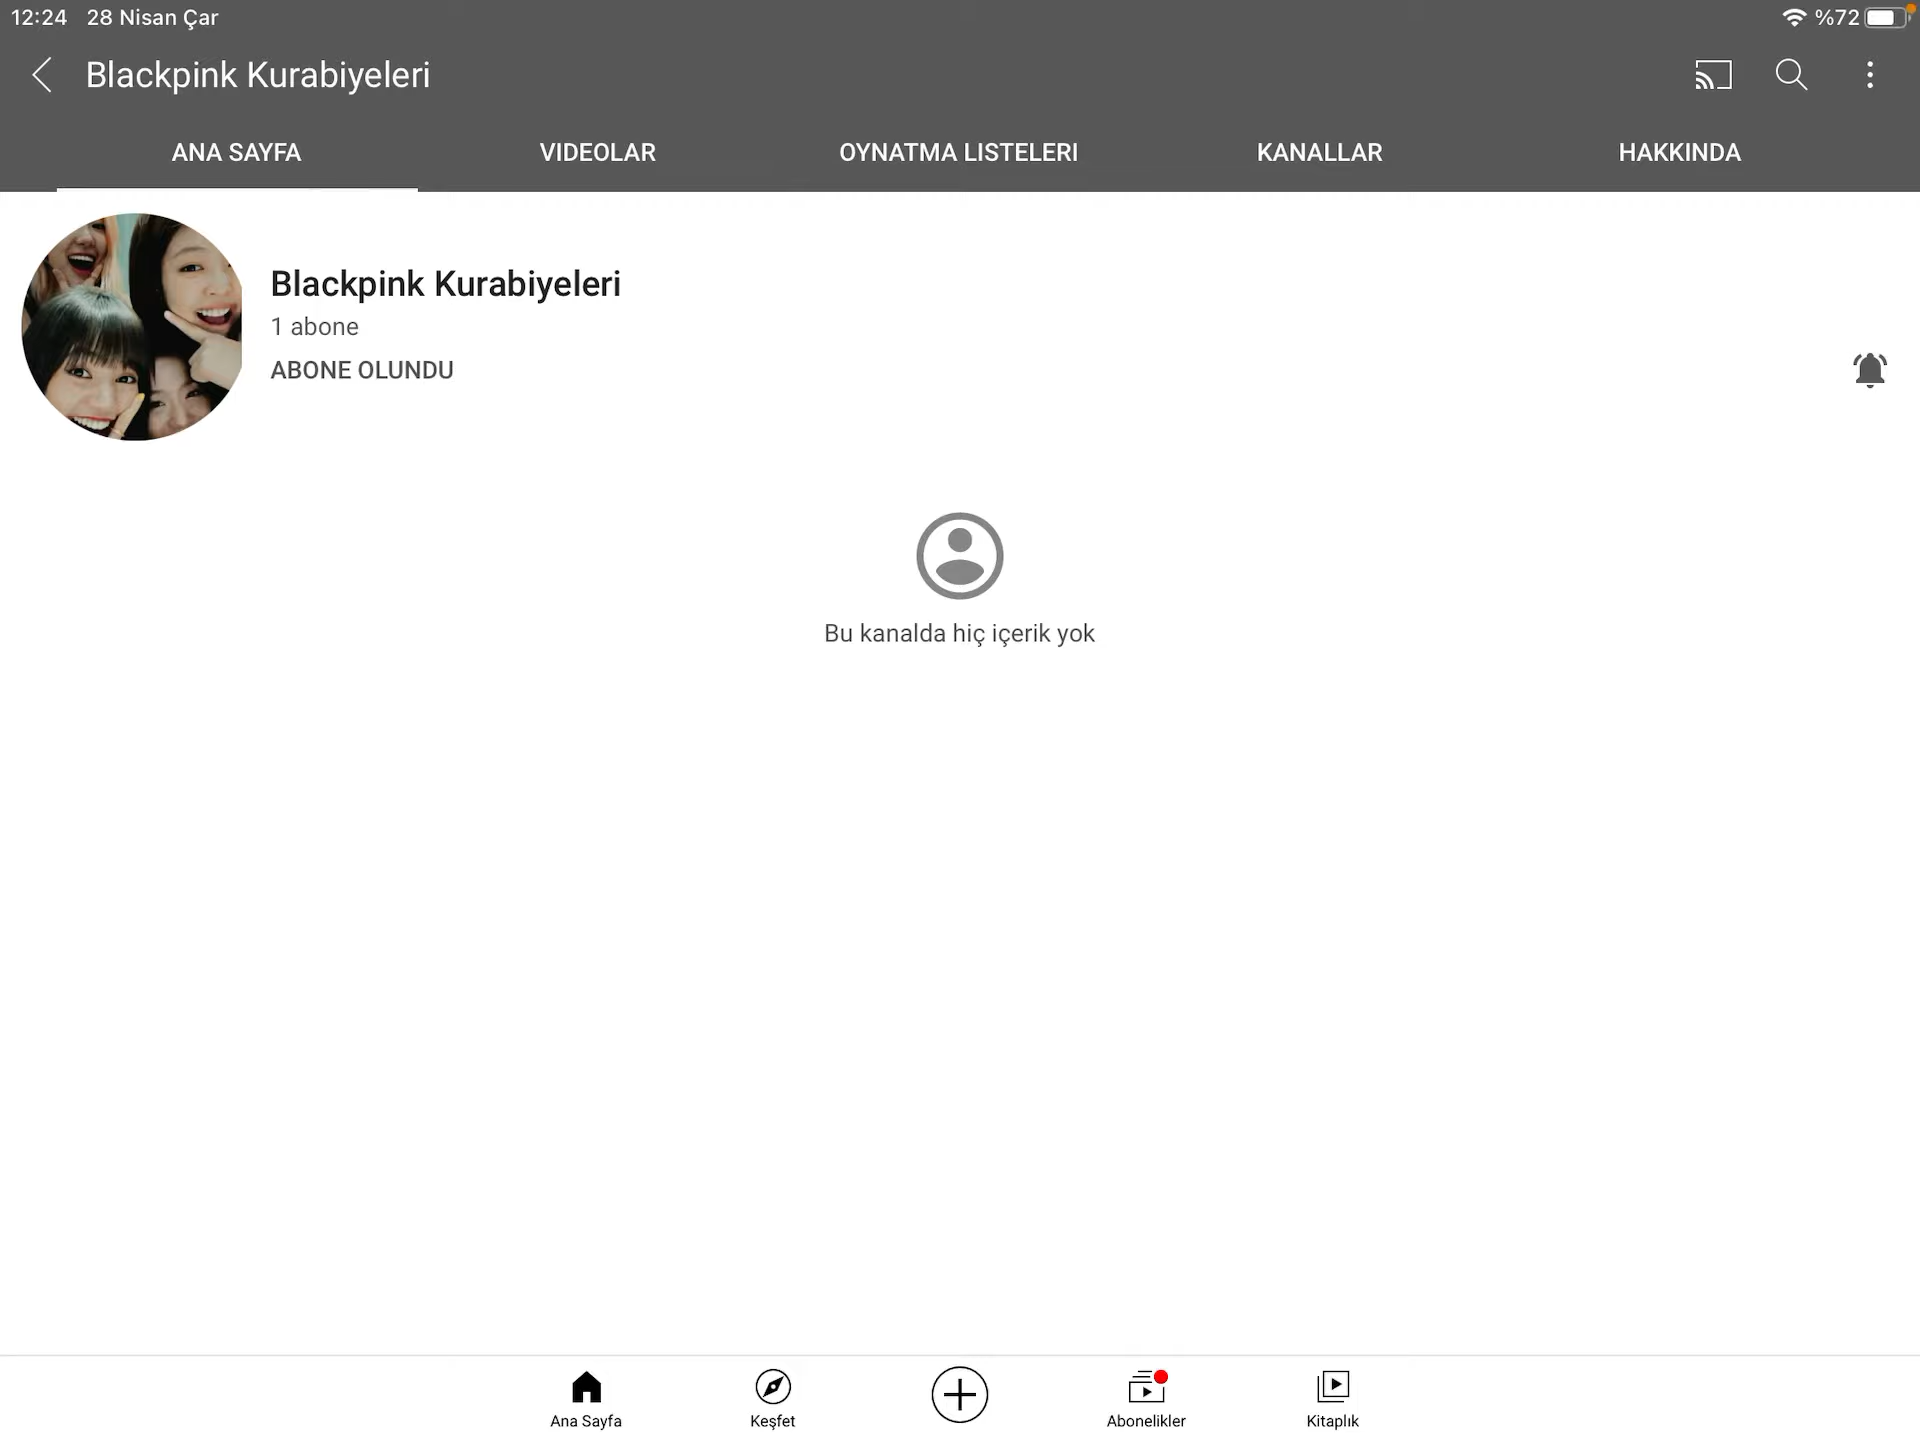 12:24 28 Nisan Çar %72
Blackpink Kurabiyeleri
ANA SAYFA VIDEOLAR OYNATMA LISTELERI KANALLAR HAKKINDA
Blackpink Kurabiyeleri
1 abone
ABONE OLUNDU
Bu kanalda hiç içerik yok
Ana Sayfa Keşfet Abonelikler Kitaplık